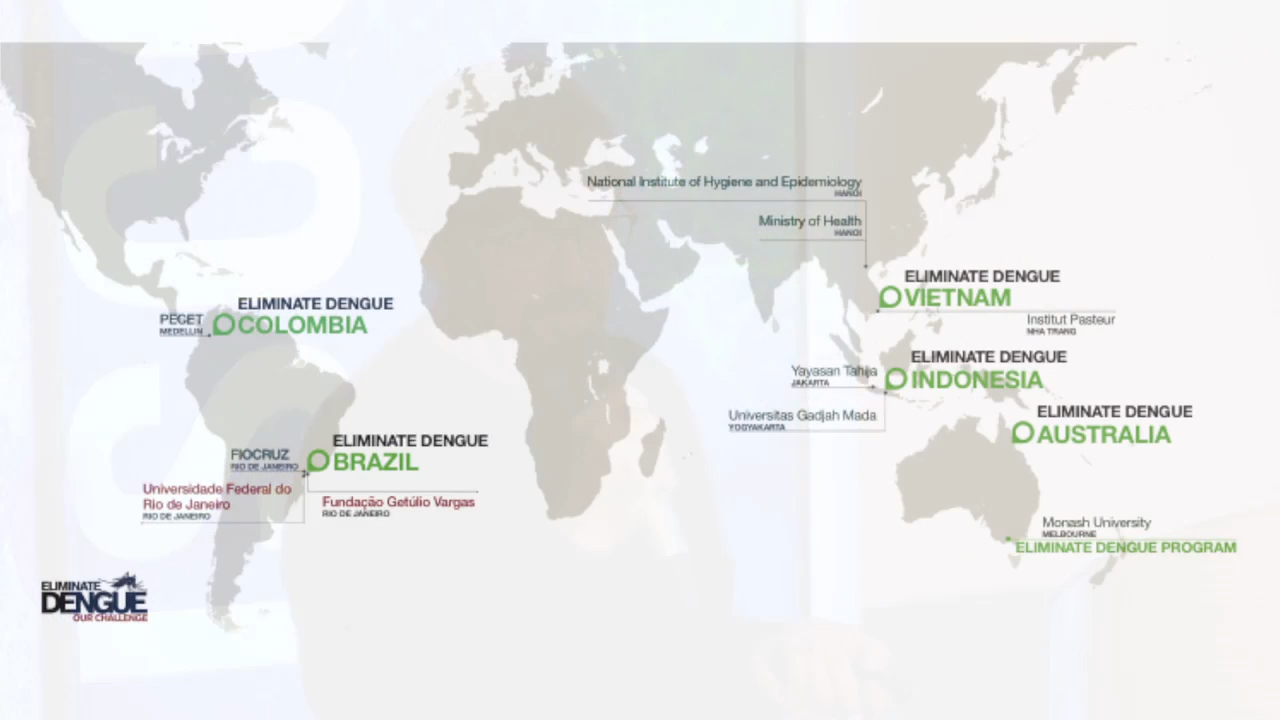 National Institute of Hygiene and Epidemiology
HANOI
Ministry of Health
HANOI
ELIMINATE DENGUE
VIETNAM
Institut Pasteur
NHA TRANG
ELIMINATE DENGUE
COLOMBIA
PECET
MEDELLIN
ELIMINATE DENGUE
INDONESIA
Yayasan Tahija
JAKARTA
Universitas Gadjah Mada
YOGYAKARTA
ELIMINATE DENGUE
AUSTRALIA
ELIMINATE DENGUE
BRAZIL
FIOCRUZ
RIO DE JANEIRO
Universidade Federal do
Rio de Janeiro
RIO DE JANEIRO
Fundação Getúlio Vargas
RIO DE JANEIRO
Monash University
MELBOURNE
ELIMINATE DENGUE PROGRAM
ELIMINATE
DENGUE
OUR CHALLENGE